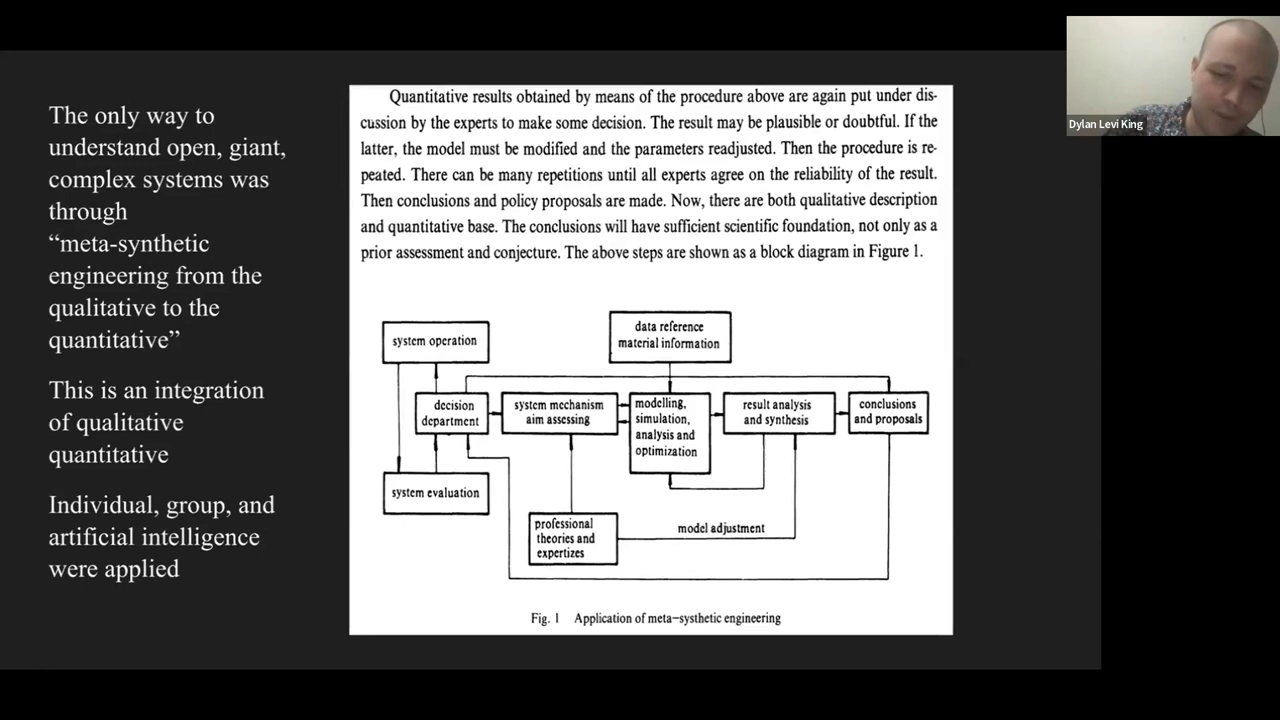 The only way to
understand open, giant,
complex systems was
through
“meta-synthetic
engineering from the
qualitative to the
quantitative”
This is an integration
of qualitative
quantitative
Individual, group, and
artificial intelligence
were applied
Quantitative results obtained by means of the procedure above are again put under dis-
cussion by the experts to make some decision. The result may be plausible or doubtful. If the
latter, the model must be modified and the parameters readjusted. Then the procedure is re-
peated. There can be many repetitions until all experts agree on the reliability of the result.
Then conclusions and policy proposals are made. Now, there are both qualitative description
and quantitative base. The conclusions will have sufficient scientific foundation, not only as a
prior assessment and conjecture. The above steps are shown as a block diagram in Figure 1.
system operation
data reference
material information
decision
department
system mechanism
aim assessing
modelling,
simulation,
analysis and
optimization
result analysis
and synthesis
conclusions
and proposals
system evaluation
professional
theories and
expertizes
model adjustment
Fig. 1 Application of meta-systhetic engineering
Dylan Levi King